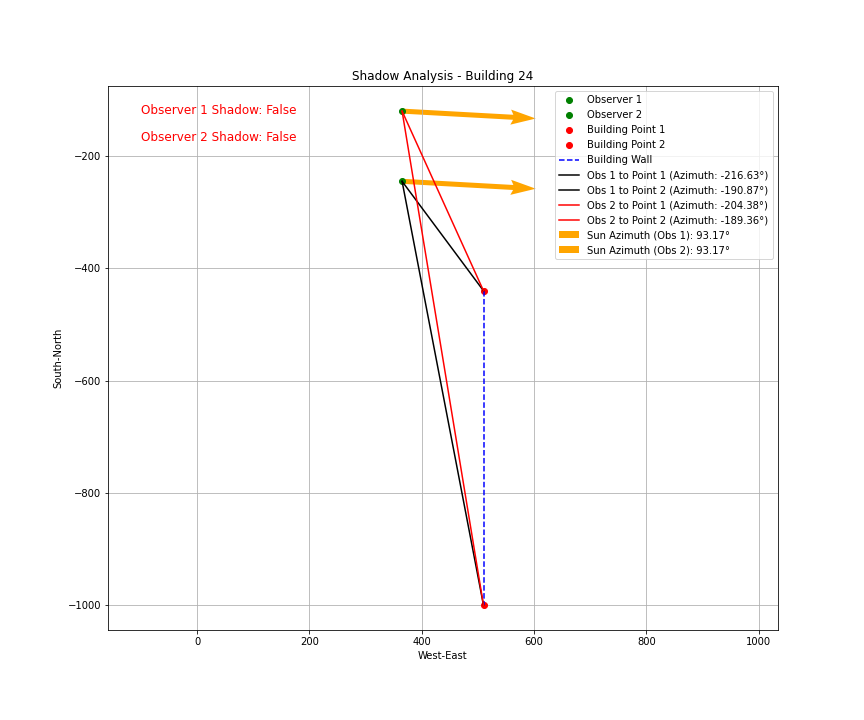 Shadow Analysis - Building 24
Observer 1 Shadow: False
Observer 2 Shadow: False
Observer 1
Observer 2
Building Point 1
Building Point 2
Building Wall
Obs 1 to Point 1 (Azimuth: -216.63°)
Obs 1 to Point 2 (Azimuth: -190.87°)
Obs 2 to Point 1 (Azimuth: -204.38°)
Obs 2 to Point 2 (Azimuth: -189.36°)
Sun Azimuth (Obs 1): 93.17°
Sun Azimuth (Obs 2): 93.17°
South-North
−200
−400
−600
−800
−1000
0 200 400 600 800 1000
West-East